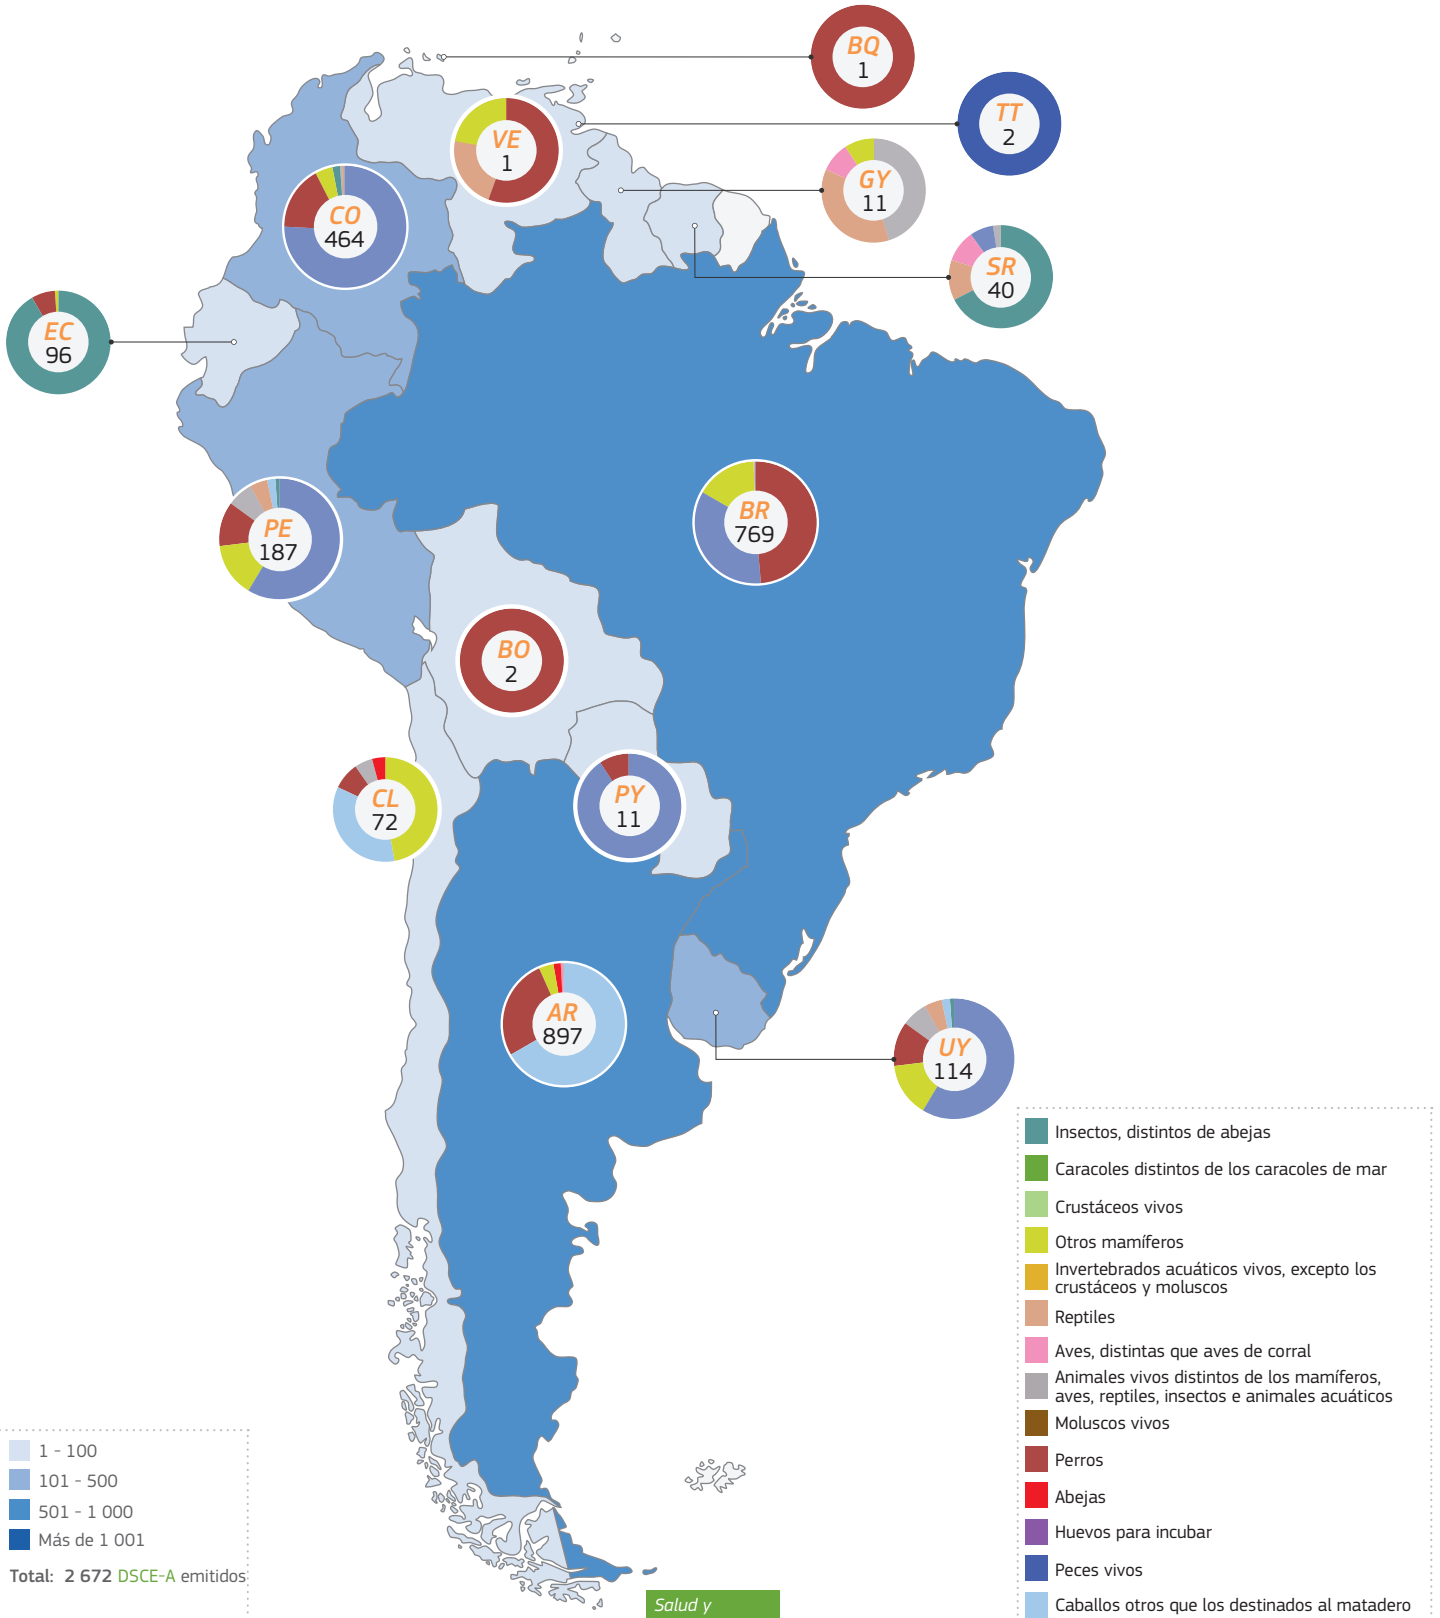 BQ
1
TT
2
VE
1
GY
11
CO
464
SR
40
EC
96
BR
769
PE
187
BO
2
CL
72
PY
11
AR
897
UY
114
Insectos, distintos de abejas
Caracoles distintos de los caracoles de mar
Crustáceos vivos
Otros mamíferos
Invertebrados acuáticos vivos, excepto los
crustáceos y moluscos
Reptiles
Aves, distintas que aves de corral
Animales vivos distintos de los mamíferos,
aves, reptiles, insectos e animales acuáticos
Moluscos vivos
Perros
Abejas
Huevos para incubar
Peces vivos
Caballos otros que los destinados al matadero
1 - 100
101 - 500
501 - 1 000
Más de 1 001
Total: 2 672 DSCE-A emitidos
Salud y